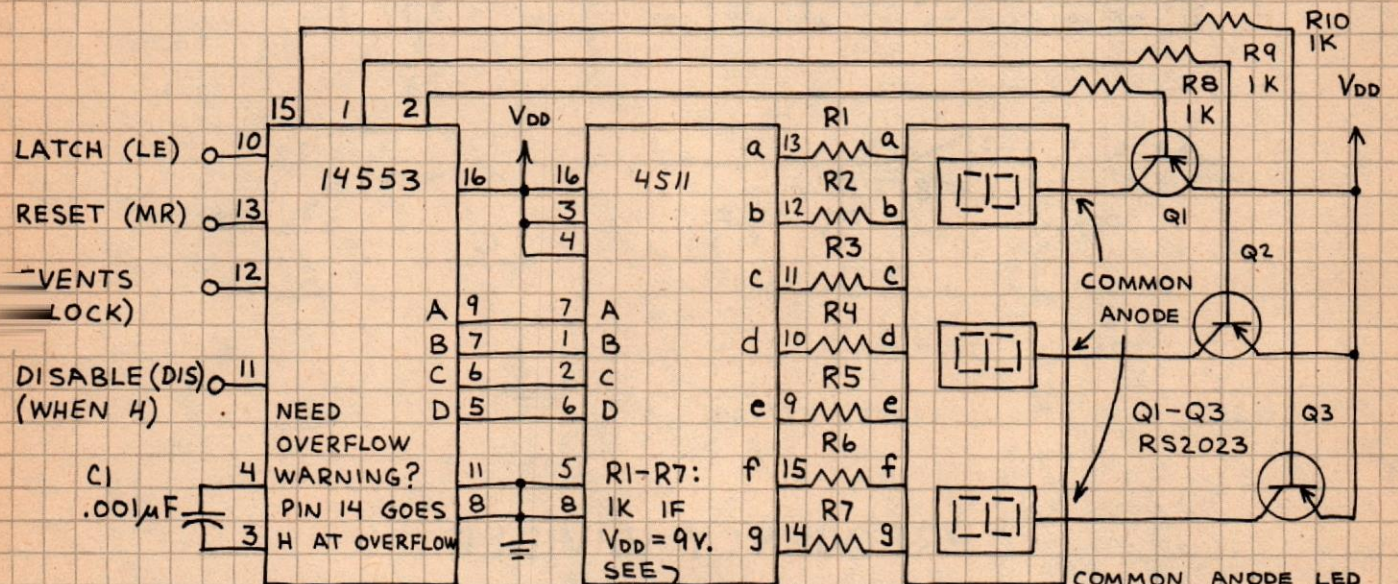 R10
1K
R9
1K
R8
1K
VDD
15 1 2
VDD
R1
LATCH (LE) 10
14553
16 16
4511
a 13 a
R2
RESET (MR) 13
3
b 12 b
Q1
4
R3
Q2
VENTS 12
c 11 c
COMMON
ANODE
LOCK)
A 9 7 A
R4
B 7 1 B
d 10 d
DISABLE (DIS) 11
(WHEN H)
C 6 2 C
R5
D 5 6 D
e 9 e
Q1-Q3
RS2023
Q3
NEED
OVERFLOW
WARNING?
PIN 14 GOES
H AT OVERFLOW
R6
C1
.001µF
4
3
11 5
8 8
R1-R7:
1K IF
VDD = 9V.
SEE
f 15 f
R7
g 14 g
COMMON ANODE LED